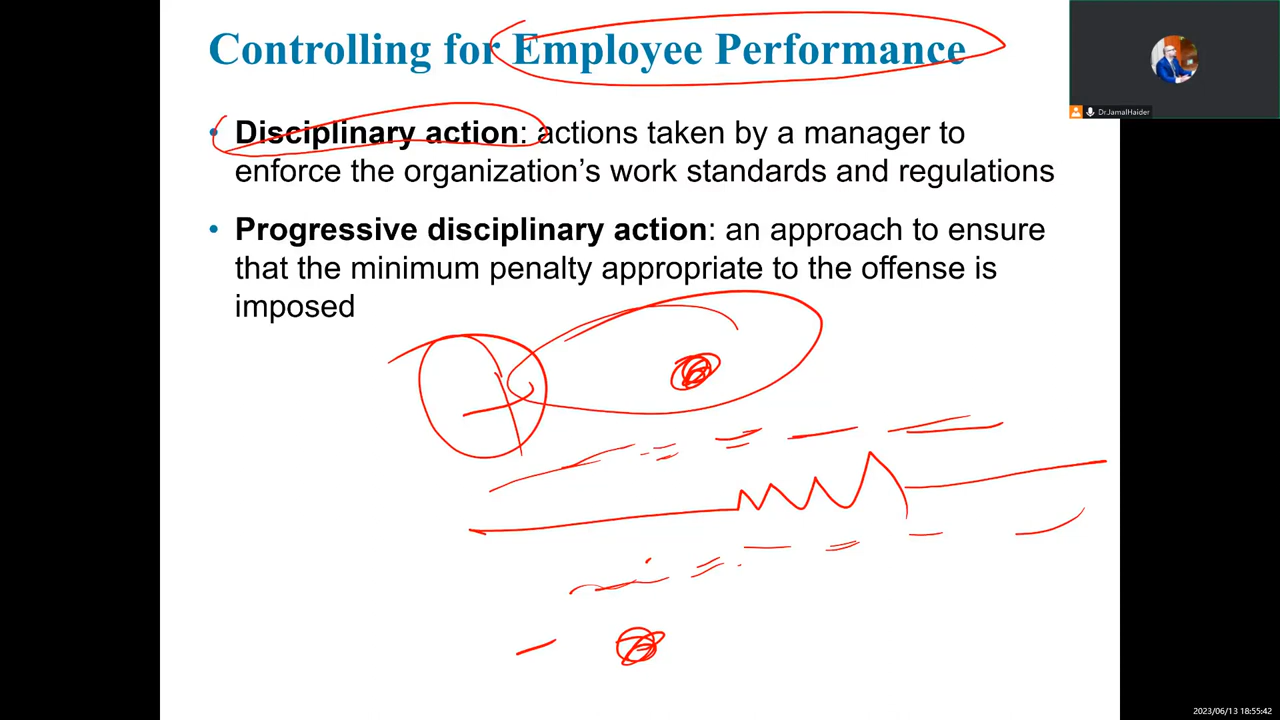 Controlling for Employee Performance
• Disciplinary action: actions taken by a manager to
enforce the organization's work standards and regulations
• Progressive disciplinary action: an approach to ensure
that the minimum penalty appropriate to the offense is
imposed
Dr.JamalHaider
2023/06/13 18:55:42